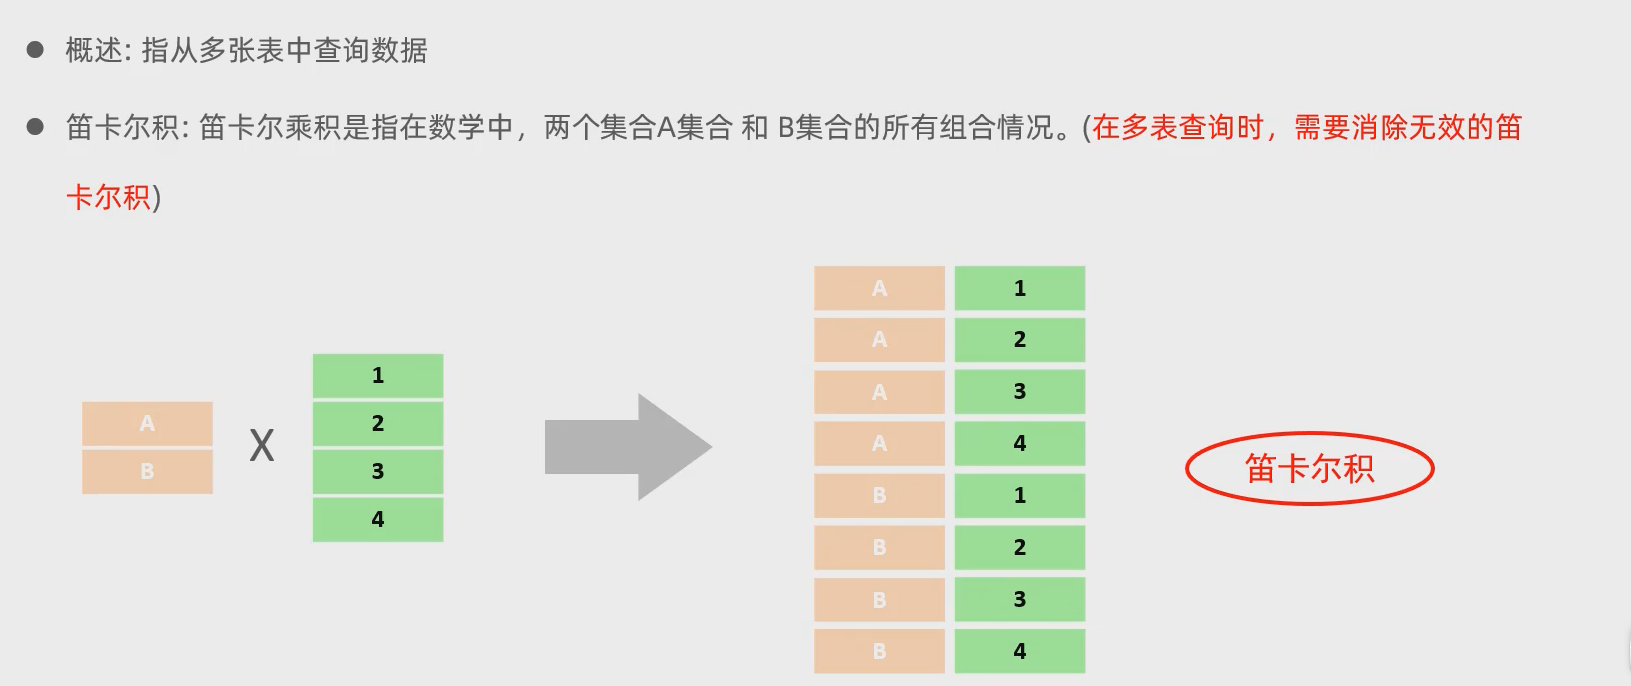 ● 概述: 指从多张表中查询数据
● 笛卡尔积: 笛卡尔乘积是指在数学中，两个集合A集合 和 B集合的所有组合情况。(在多表查询时，需要消除无效的笛
卡尔积)
A
B
X
1
2
3
4
A 1
A 2
A 3
A 4
B 1
B 2
B 3
B 4
笛卡尔积